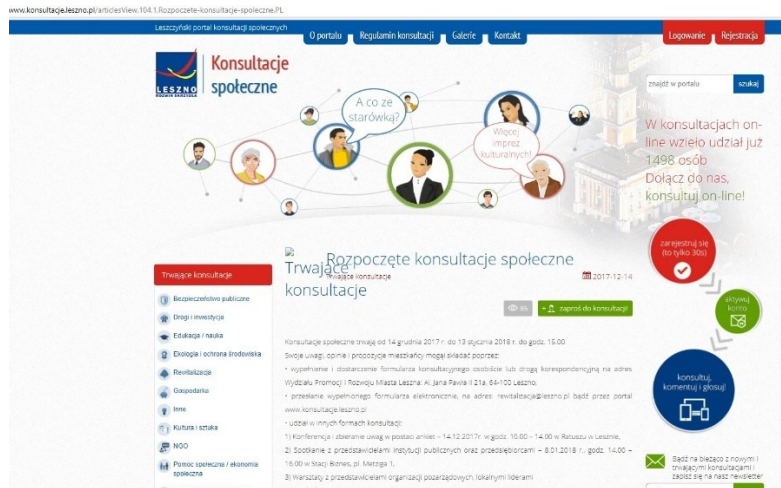 www.konsultacje.leszno.pl/articlesView.104.1.Rozpoczete-konsultacje-spoleczne.PL
Leszczyński portal konsultacji społecznych
O portalu
Regulamin konsultacji
Galerie
Kontakt
Logowanie
Rejestracja
LESZNO
Konsultacje
społeczne
znajdź w portalu
szukaj
A co ze
starówką?
Więcej
imprez
kulturalnych!
W konsultacjach on-
line wzięło udział już
1498 osób
Dołącz do nas,
konsultuj on-line!
zarejestruj się
(to tylko 30s)
aktywuj
konto
konsultuj,
komentuj i głosuj!
Bądź na bieżąco z nowymi i
trwającymi konsultacjami i
zapisz się na nasz newsletter
Trwające konsultacje
Bezpieczeństwo publiczne
Drogi i inwestycje
Edukacja / nauka
Ekologia i ochrona środowiska
Rewitalizacja
Gospodarka
Inne
Kultura i sztuka
NGO
Pomoc społeczna / ekonomia
społeczna
Trwające
konsultacje
Rozpoczęte konsultacje społeczne
Trwające konsultacje
2017-12-14
+ zaproś do konsultacji!
Konsultacje społeczne trwają od 14 grudnia 2017 r. do 13 stycznia 2018 r. do godz. 15.00.
Swoje uwagi, opinie i propozycje mieszkańcy mogą składać poprzez:
• wypełnienie i dostarczenie formularza konsultacyjnego osobiście lub drogą korespondencyjną na adres
Wydziału Promocji i Rozwoju Miasta Leszna: Al. Jana Pawła II 21a, 64-100 Leszno,
• przesłanie wypełnionego formularza elektronicznie, na adres: rewitalizacja@leszno.pl bądź przez portal
www.konsultacje.leszno.pl
• udział w innych formach konsultacji:
1) Konferencja i zbieranie uwag w postaci ankiet – 14.12.2017r. w godz. 10:00 – 14.00 w Ratuszu w Lesznie,
2) Spotkanie z przedstawicielami instytucji publicznych oraz przedsiębiorcami – 8.01.2018 r., godz. 14.00 –
16:00 w Stacji Biznes, pl. Metziga 1,
3) Warsztaty z przedstawicielami organizacji pozarządowych, lokalnymi liderami